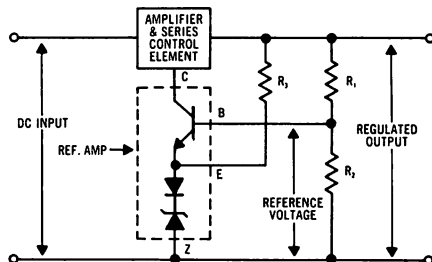 AMPLIFIER
& SERIES
CONTROL
ELEMENT
C
R₃
R₁
DC INPUT
B
REGULATED
OUTPUT
REF. AMP
E
R₂
REFERENCE
VOLTAGE
Z